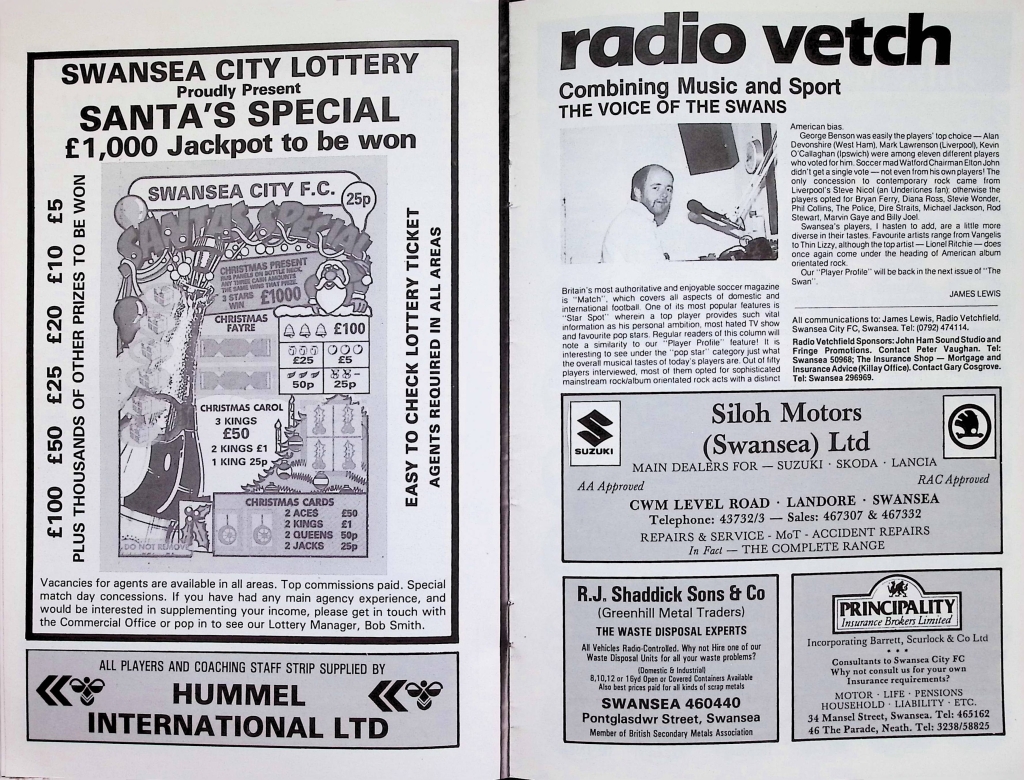 SWANSEA CITY LOTTERY
Proudly Present
SANTA'S SPECIAL
£1,000 Jackpot to be won
£100 £50 £25 £20 £10 £5
PLUS THOUSANDS OF OTHER PRIZES TO BE WON
SWANSEA CITY F.C.
25p
SANTAS SPECIAL
CHRISTMAS PRESENT
RUB PANELS ON BOTTLE NECK.
ANY THREE CASH AMOUNTS
THE SAME WINS THAT PRIZE
3 STARS WIN £1000
CHRISTMAS
FAYRE
£100
£25 £5
50p 25p
CHRISTMAS CAROL
3 KINGS
£50
2 KINGS £1
1 KING 25p
CHRISTMAS CARDS
2 ACES £50
2 KINGS £1
2 QUEENS 50p
2 JACKS 25p
DO NOT REMOVE
EASY TO CHECK LOTTERY TICKET
AGENTS REQUIRED IN ALL AREAS
Vacancies for agents are available in all areas. Top commissions paid. Special
match day concessions. If you have had any main agency experience, and
would be interested in supplementing your income, please get in touch with
the Commercial Office or pop in to see our Lottery Manager, Bob Smith.
ALL PLAYERS AND COACHING STAFF STRIP SUPPLIED BY
HUMMEL
INTERNATIONAL LTD
radio vetch
Combining Music and Sport
THE VOICE OF THE SWANS
Britain's most authoritative and enjoyable soccer magazine
is "Match", which covers all aspects of domestic and
international football. One of its most popular features is
"Star Spot" wherein a top player provides such vital
information as his personal ambition, most hated TV show
and favourite pop stars. Regular readers of this column will
note a similarity to our "Player Profile" feature! It is
interesting to see under the "pop star" category just what
the overall musical tastes of today's players are. Out of fifty
players interviewed, most of them opted for sophisticated
mainstream rock/album orientated rock acts with a distinct
American bias.
George Benson was easily the players' top choice — Alan
Devonshire (West Ham), Mark Lawrenson (Liverpool), Kevin
O'Callaghan (Ipswich) were among eleven different players
who voted for him. Soccer mad Watford Chairman Elton John
didn't get a single vote — not even from his own players! The
only concession to contemporary rock came from
Liverpool's Steve Nicol (an Undertones fan); otherwise the
players opted for Bryan Ferry, Diana Ross, Stevie Wonder,
Phil Collins, The Police, Dire Straits, Michael Jackson, Rod
Stewart, Marvin Gaye and Billy Joel.
Swansea's players, I hasten to add, are a little more
diverse in their tastes. Favourite artists range from Vangelis
to Thin Lizzy, although the top artist — Lionel Ritchie — does
once again come under the heading of American album
orientated rock.
Our "Player Profile" will be back in the next issue of "The
Swan".
JAMES LEWIS
All communications to: James Lewis, Radio Vetchfield,
Swansea City FC, Swansea. Tel: (0792) 474114.
Radio Vetchfield Sponsors: John Ham Sound Studio and
Fringe Promotions. Contact Peter Vaughan. Tel:
Swansea 50968; The Insurance Shop — Mortgage and
Insurance Advice (Killay Office). Contact Gary Cosgrove.
Tel: Swansea 296969.
SUZUKI
Siloh Motors
(Swansea) Ltd
MAIN DEALERS FOR — SUZUKI · SKODA · LANCIA
AA Approved
RAC Approved
CWM LEVEL ROAD · LANDORE · SWANSEA
Telephone: 43732/3 — Sales: 467307 & 467332
REPAIRS & SERVICE - MoT - ACCIDENT REPAIRS
In Fact — THE COMPLETE RANGE
R.J. Shaddick Sons & Co
(Greenhill Metal Traders)
THE WASTE DISPOSAL EXPERTS
All Vehicles Radio-Controlled. Why not Hire one of our
Waste Disposal Units for all your waste problems?
(Domestic & Industrial)
8,10,12 or 16yd Open or Covered Containers Available
Also best prices paid for all kinds of scrap metals
SWANSEA 460440
Pontglasdwr Street, Swansea
Member of British Secondary Metals Association
PRINCIPALITY
Insurance Brokers Limited
Incorporating Barrett, Scurlock & Co Ltd
Consultants to Swansea City FC
Why not consult us for your own
Insurance requirements?
MOTOR · LIFE · PENSIONS
HOUSEHOLD · LIABILITY · ETC.
34 Mansel Street, Swansea. Tel: 465162
46 The Parade, Neath. Tel: 3238/58825